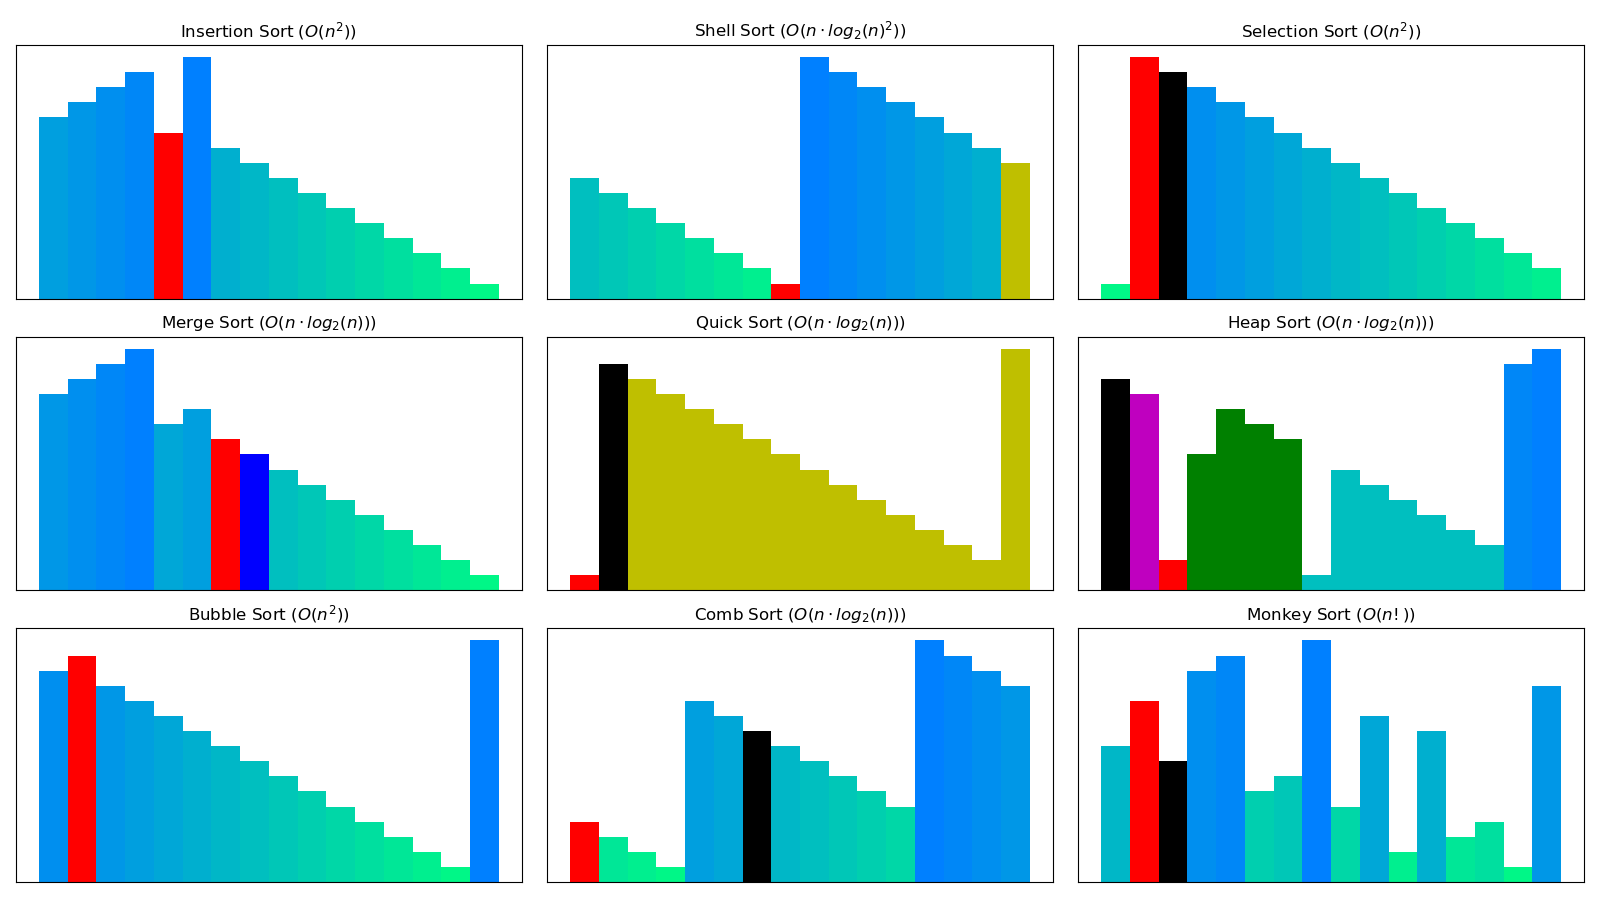 Insertion Sort (O(n²))
Shell Sort (O(n · log₂(n)²))
Selection Sort (O(n²))
Merge Sort (O(n · log₂(n)))
Quick Sort (O(n · log₂(n)))
Heap Sort (O(n · log₂(n)))
Bubble Sort (O(n²))
Comb Sort (O(n · log₂(n)))
Monkey Sort (O(n!))